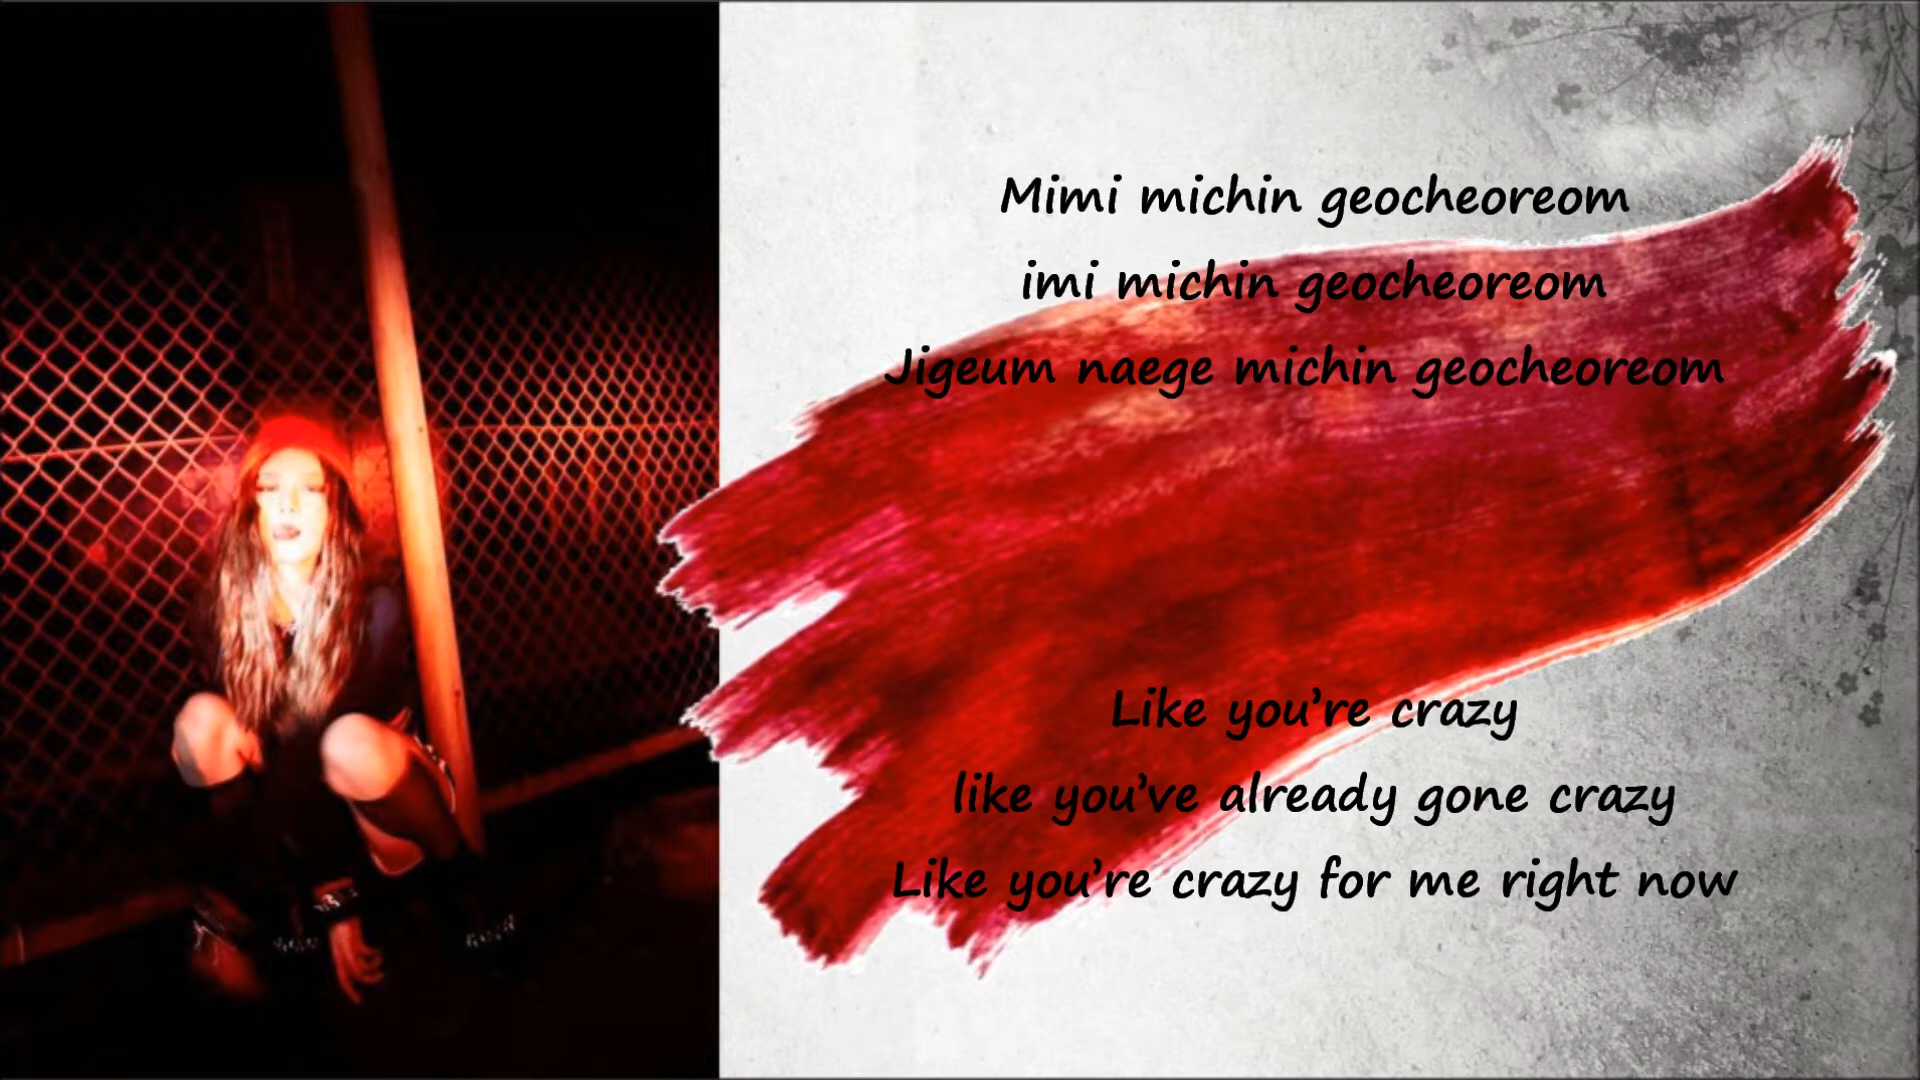 Mimi michin geocheoreom
imi michin geocheoreom
Jigeum naege michin geocheoreom
Like you’re crazy
like you’ve already gone crazy
Like you’re crazy for me right now